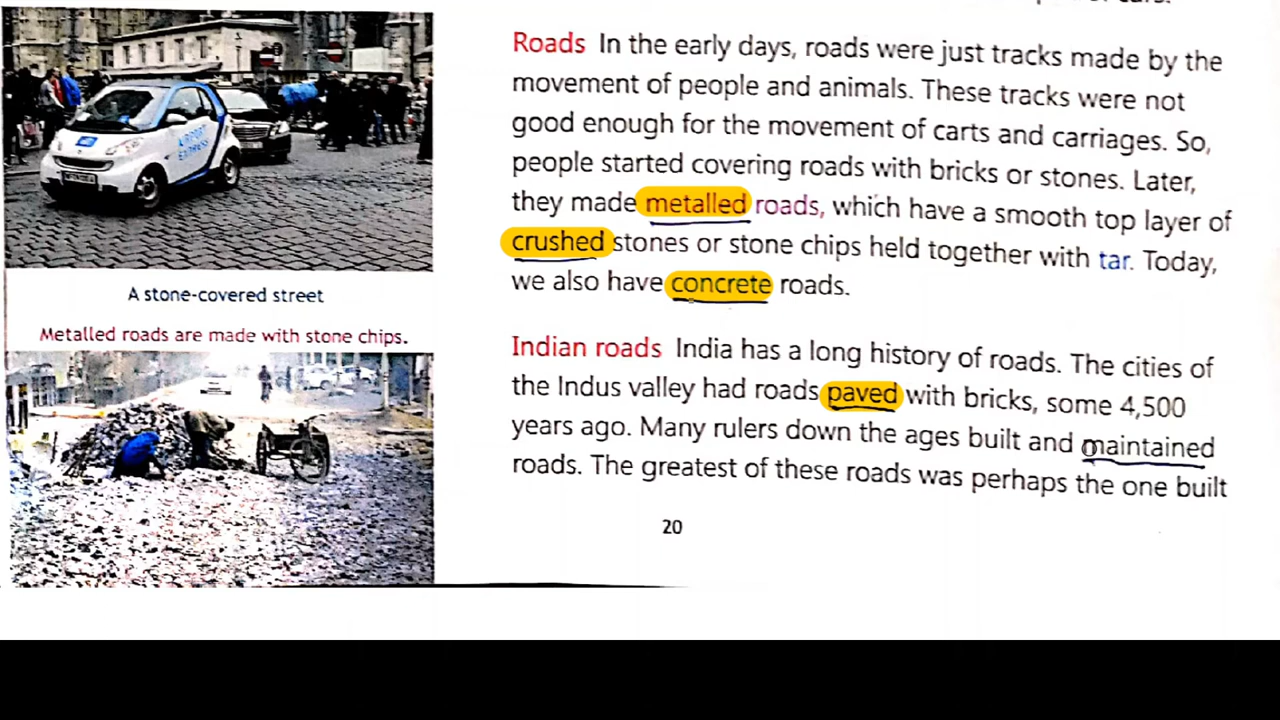 Roads In the early days, roads were just tracks made by the
movement of people and animals. These tracks were not
good enough for the movement of carts and carriages. So,
people started covering roads with bricks or stones. Later,
they made metalled roads, which have a smooth top layer of
crushed stones or stone chips held together with tar. Today,
we also have concrete roads.
AIRPORT
EXPRESS
A stone-covered street
Metalled roads are made with stone chips.
Indian roads India has a long history of roads. The cities of
the Indus valley had roads paved with bricks, some 4,500
years ago. Many rulers down the ages built and maintained
roads. The greatest of these roads was perhaps the one built
20